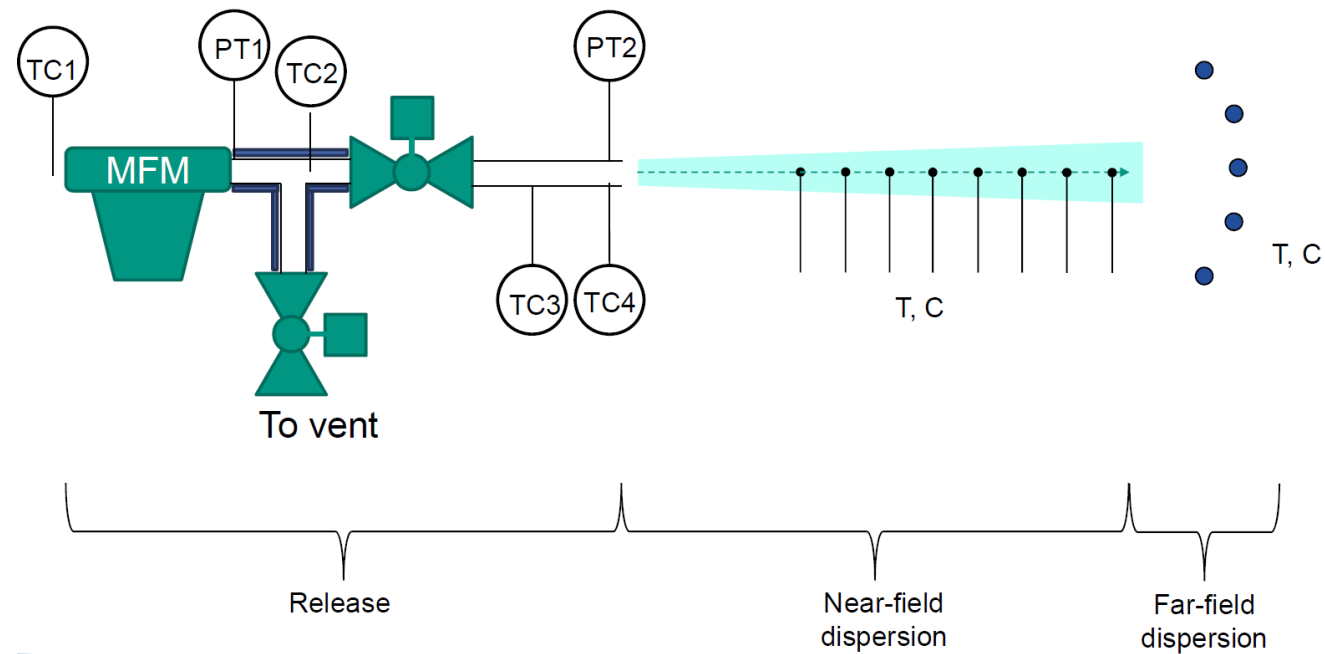 TC1
PT1
TC2
PT2
MFM
TC3
TC4
T, C
T, C
To vent
Release
Near-field
dispersion
Far-field
dispersion